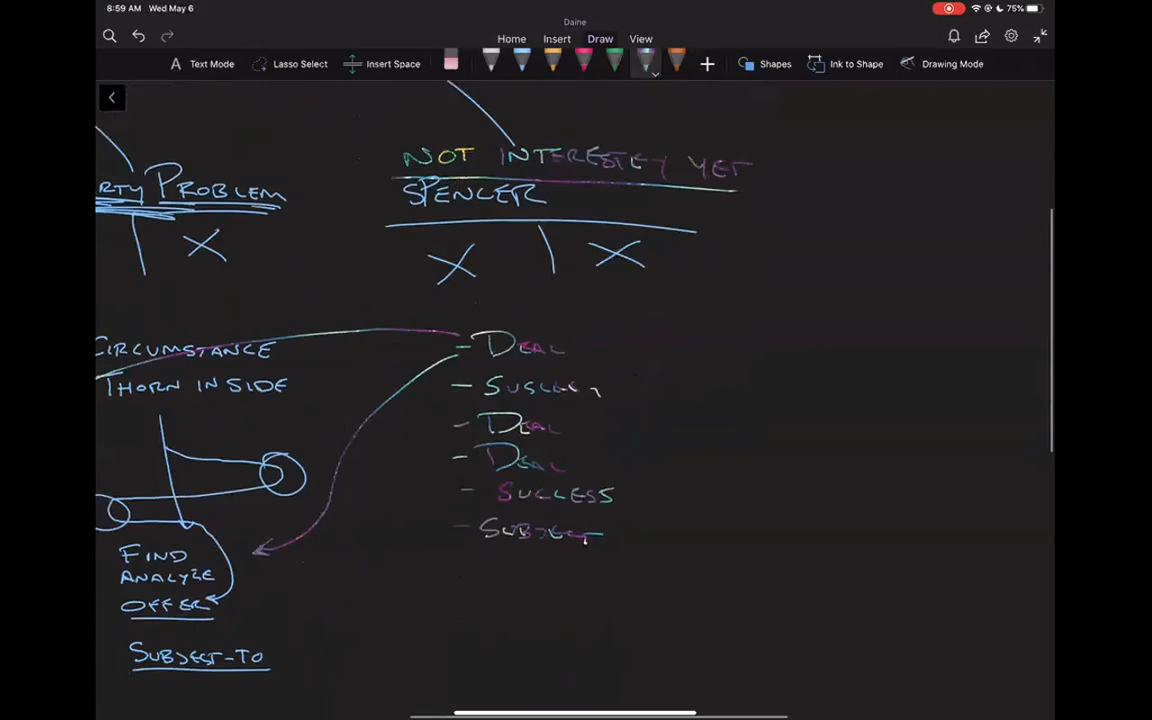 8:59 AM Wed May 6
75%
Daine
Home Insert Draw View
Text Mode Lasso Select Insert Space Shapes Ink to Shape Drawing Mode
NOT INTERESTEY YET
RTY PROBLEM
SPENCER
X
X X
CIRCUMSTANCE
THORN IN SIDE
- DEAL
- DEAL
- DEAL
- SUCCESS
- SUBJECT
FIND
ANALYZE
OFFER
SUBJECT-TO